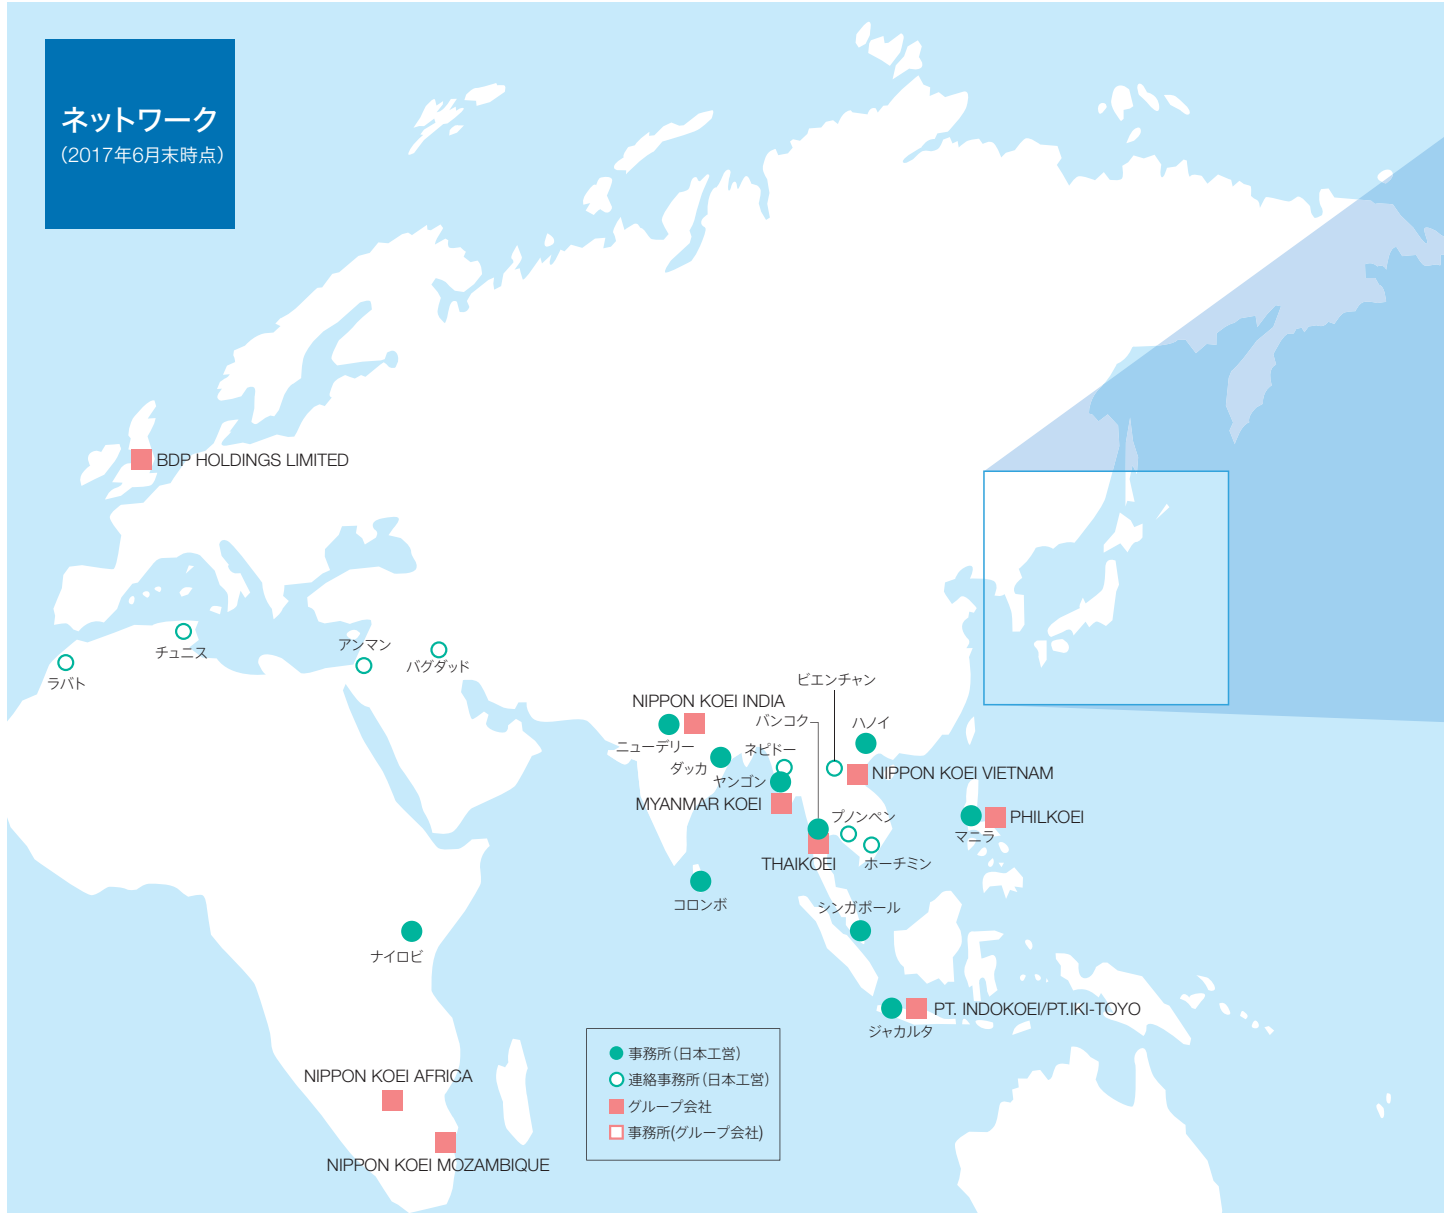 ネットワーク
(2017年6月末時点)
BDP HOLDINGS LIMITED
チュニス
ラバト
アンマン
バグダッド
ビエンチャン
NIPPON KOEI INDIA
バンコク
ハノイ
ニューデリー
ネピドー
ダッカ
ヤンゴン
NIPPON KOEI VIETNAM
MYANMAR KOEI
プノンペン
PHILKOEI
マニラ
THAIKOEI
ホーチミン
コロンボ
シンガポール
ナイロビ
PT. INDOKOEI/PT.IKI-TOYO
ジャカルタ
事務所(日本工営)
連絡事務所(日本工営)
グループ会社
事務所(グループ会社)
NIPPON KOEI AFRICA
NIPPON KOEI MOZAMBIQUE